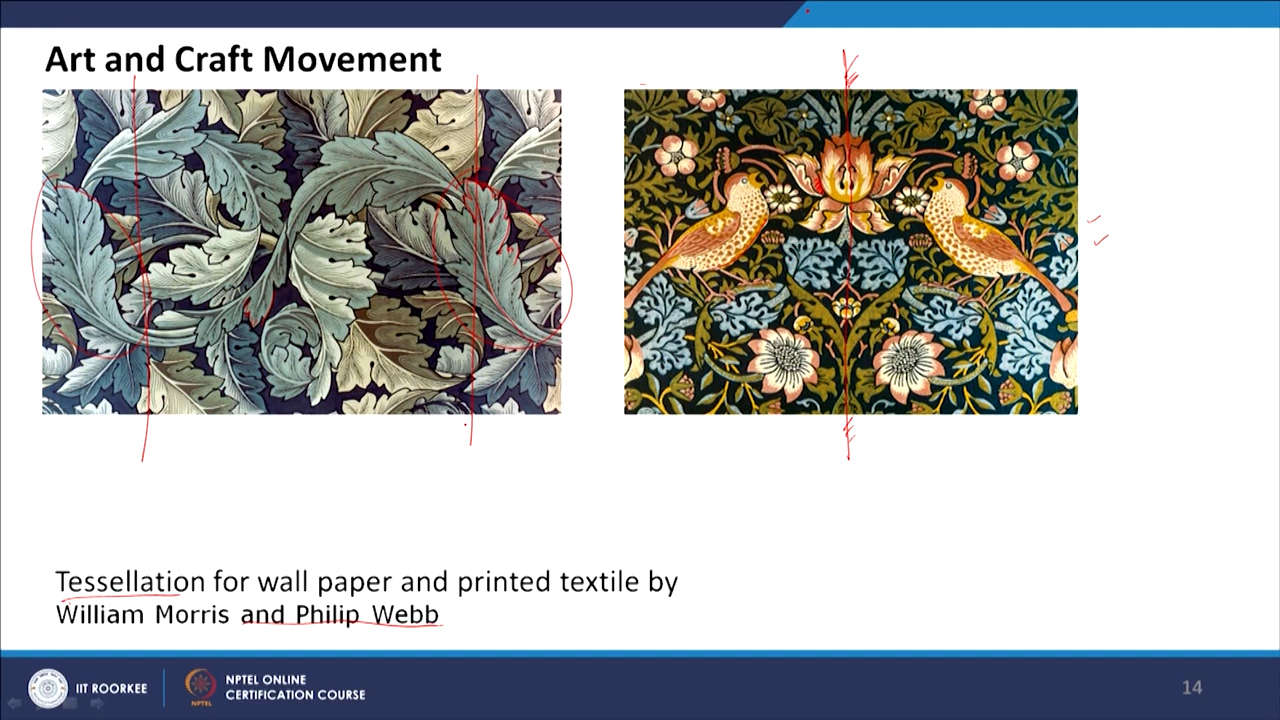 Art and Craft Movement
Tessellation for wall paper and printed textile by
William Morris and Philip Webb
IIT ROORKEE
NPTEL
NPTEL ONLINE
CERTIFICATION COURSE
14